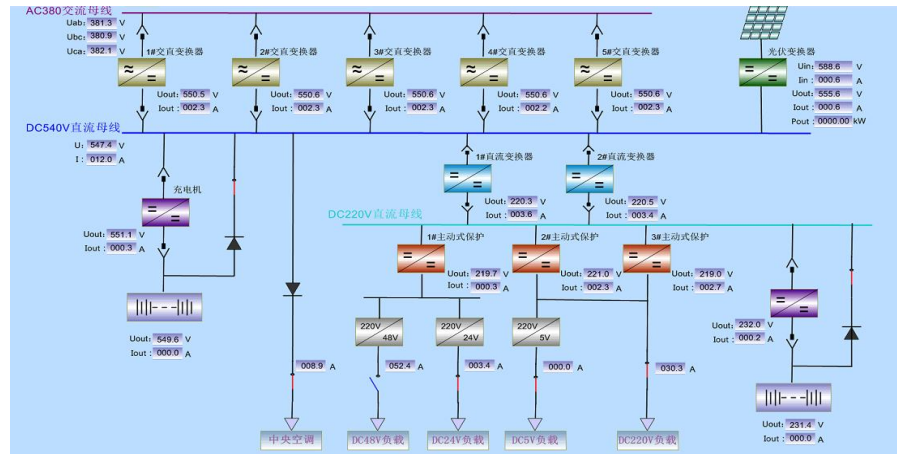 AC380交流母线
Uab: 381.3 V
Ubc: 380.9 V
Uca: 382.1 V
1#交直变换器
2#交直变换器
3#交直变换器
4#交直变换器
5#交直变换器
光伏变换器
Uout: 550.5 V
Iout: 002.3 A
Uout: 550.6 V
Iout: 002.3 A
Uout: 550.6 V
Iout: 002.3 A
Uout: 550.6 V
Iout: 002.2 A
Uout: 550.6 V
Iout: 002.3 A
Uin: 588.6 V
Iin: 000.6 A
Uout: 555.6 V
Iout: 000.6 A
Pout: 0000.00 kW
DC540V直流母线
U: 547.4 V
I: 012.0 A
1#直流变换器
2#直流变换器
充电机
Uout: 220.3 V
Iout: 003.6 A
Uout: 220.5 V
Iout: 003.4 A
DC220V直流母线
Uout: 551.1 V
Iout: 000.3 A
1#主动式保护
2#主动式保护
3#主动式保护
Uout: 219.7 V
Iout: 000.3 A
Uout: 221.0 V
Iout: 002.3 A
Uout: 219.0 V
Iout: 002.7 A
Uout: 549.6 V
Iout: 000.0 A
220V
48V
220V
24V
220V
5V
Uout: 232.0 V
Iout: 000.2 A
008.9 A
052.4 A
003.4 A
000.0 A
030.3 A
Uout: 231.4 V
Iout: 000.0 A
中央空调
DC48V负载
DC24V负载
DC5V负载
DC220V负载